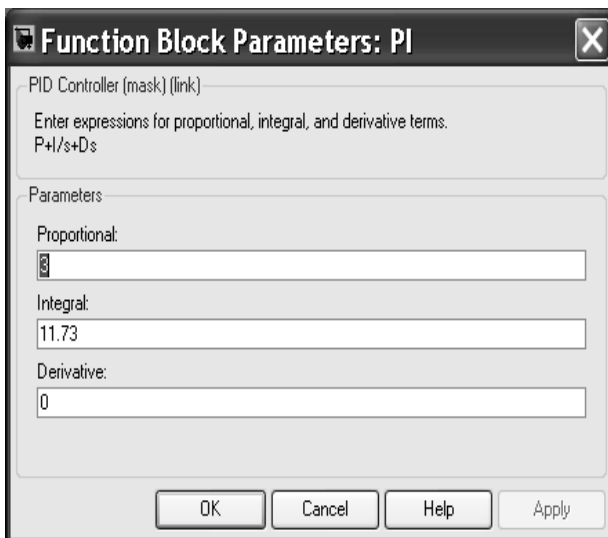 Function Block Parameters: PI
PID Controller (mask) (link)
Enter expressions for proportional, integral, and derivative terms.
P+I/s+Ds
Parameters
Proportional:
3
Integral:
11.73
Derivative:
0
OK Cancel Help Apply